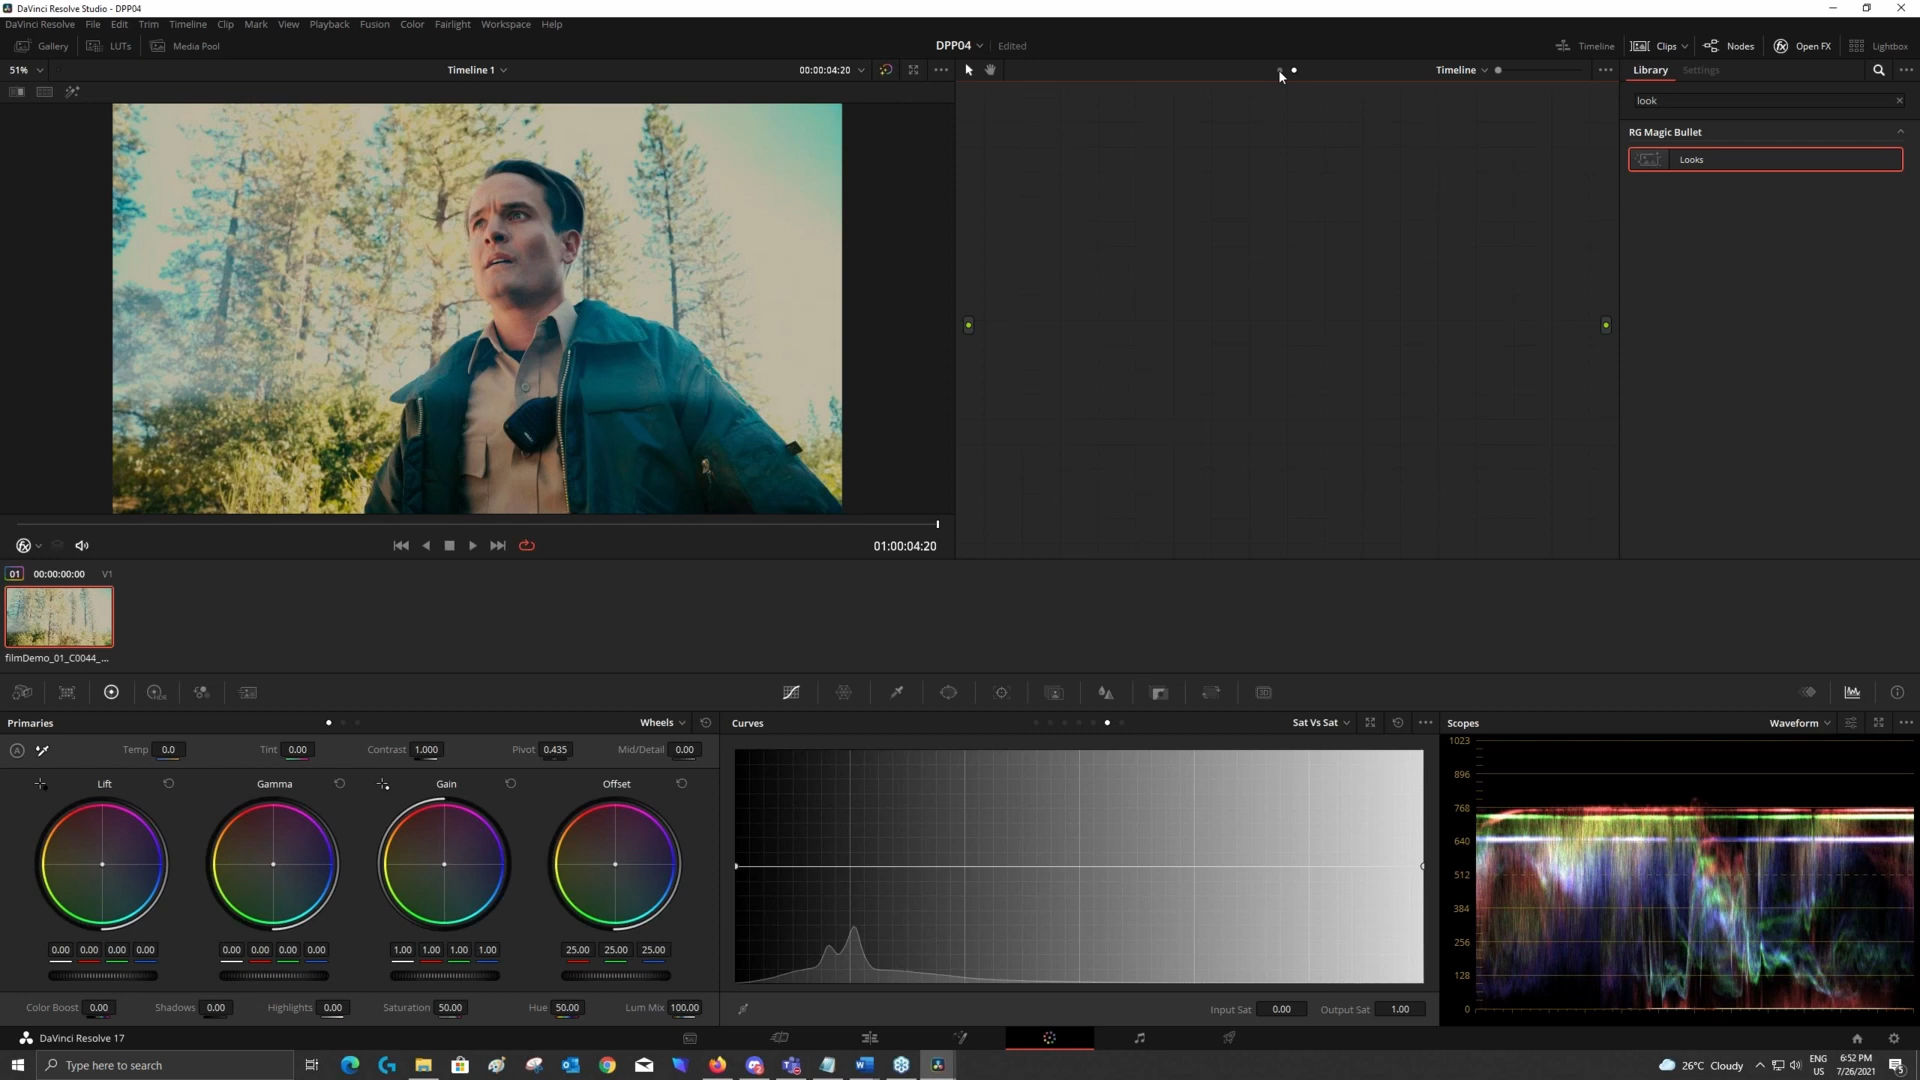 DaVinci Resolve Studio - DPP04
DaVinci Resolve File Edit Trim Timeline Clip Mark View Playback Fusion Color Fairlight Workspace Help
Gallery LUTs Media Pool DPP04 Edited Timeline Clips Nodes Open FX Lightbox
51% Timeline 1 00:00:04:20 Timeline Library Settings
look
RG Magic Bullet
Looks
01:00:04:20
01 00:00:00:00 V1
filmDemo_01_C0044_...
Primaries Wheels Curves Sat Vs Sat Scopes Waveform
Temp 0.0 Tint 0.00 Contrast 1.000 Pivot 0.435 Mid/Detail 0.00
Lift Gamma Gain Offset
0.00 0.00 0.00 0.00 0.00 0.00 0.00 0.00 1.00 1.00 1.00 1.00 25.00 25.00 25.00
Color Boost 0.00 Shadows 0.00 Highlights 0.00 Saturation 50.00 Hue 50.00 Lum Mix 100.00
Input Sat 0.00 Output Sat 1.00
1023
896
768
640
512
384
256
128
0
DaVinci Resolve 17
Type here to search
26°C Cloudy
ENG
US
6:52 PM
7/26/2021
5